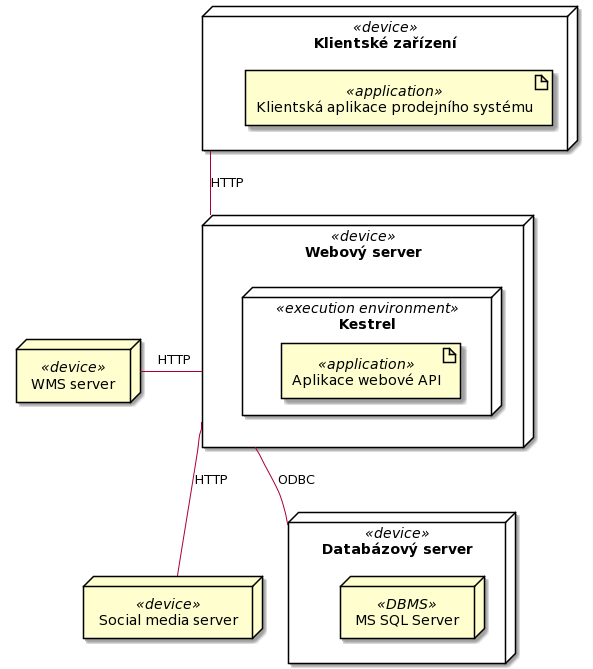 «device»
Klientské zařízení
«application»
Klientská aplikace prodejního systému
HTTP
«device»
Webový server
«execution environment»
Kestrel
«application»
Aplikace webové API
HTTP
«device»
WMS server
HTTP
ODBC
«device»
Databázový server
«device»
Social media server
«DBMS»
MS SQL Server